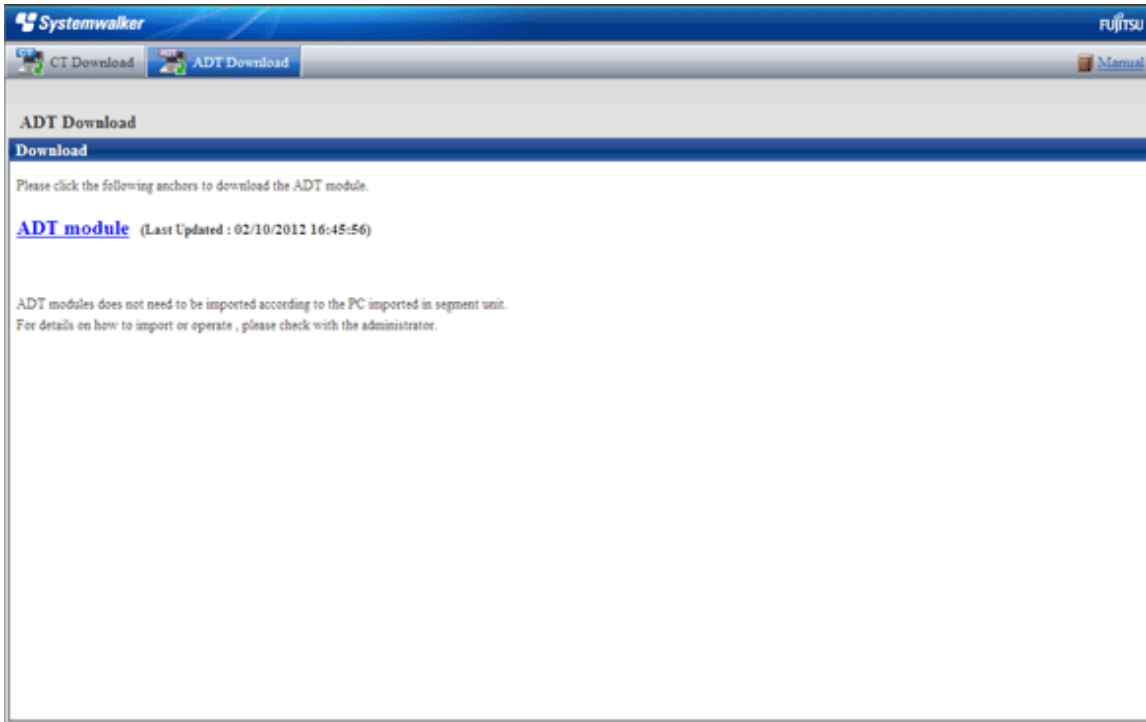 Systemwalker
FUJITSU
CT Download
ADT Download
Manual
ADT Download
Download
Please click the following anchors to download the ADT module.
ADT module (Last Updated : 02/10/2012 16:45:56)
ADT modules does not need to be imported according to the PC imported in segment unit.
For details on how to import or operate , please check with the administrator.